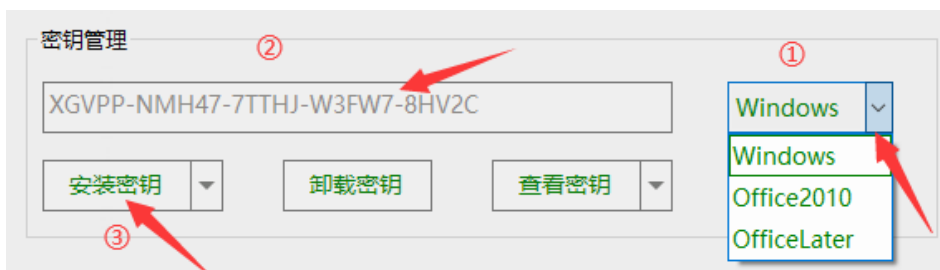 密钥管理
②
①
XGVPP-NMH47-7TTHJ-W3FW7-8HV2C
Windows
安装密钥
卸载密钥
查看密钥
③
Windows
Office2010
OfficeLater